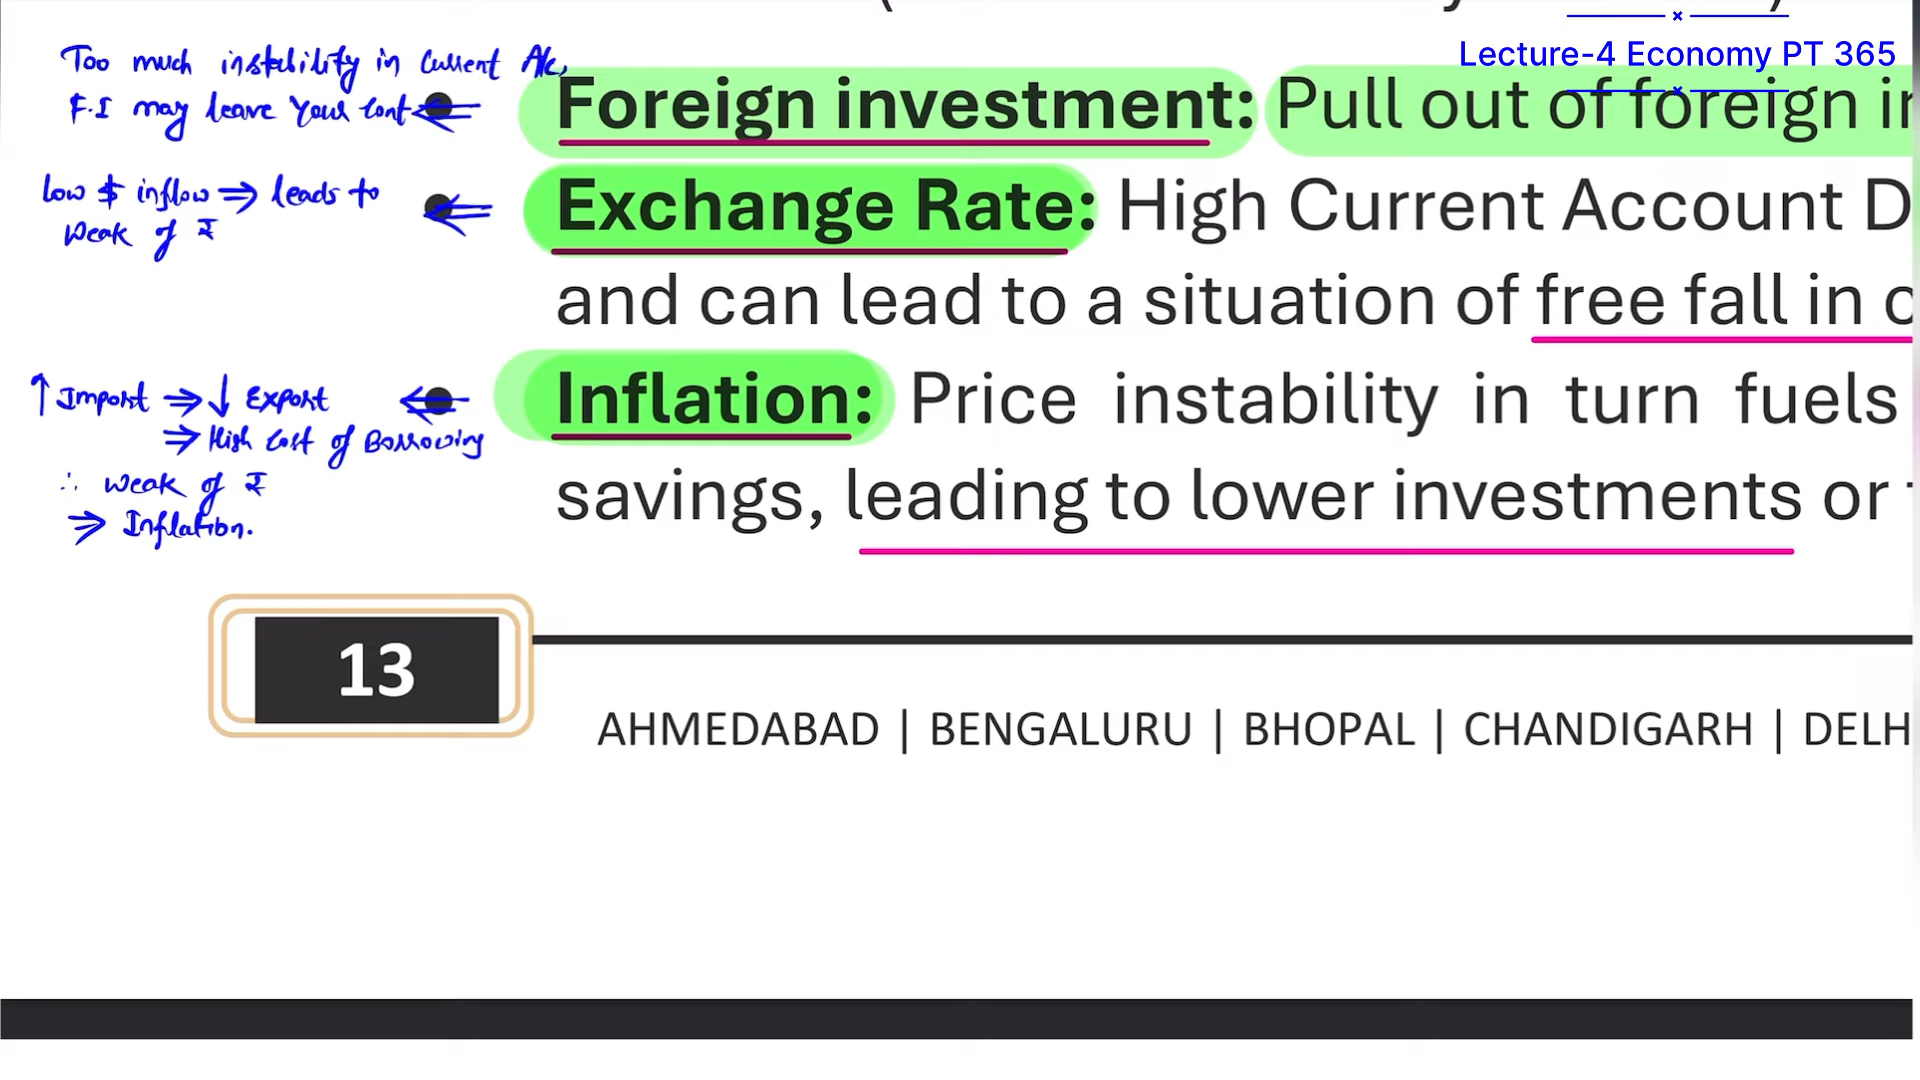 Lecture-4 Economy PT 365
Too much instability in Current A/c,
F.I may leave your
Foreign investment: Pull out of foreign
Low $ inflow ⇒ leads to
Weak of ₹
Exchange Rate: High Current Account D
and can lead to a situation of free fall in
↑ Import ⇒ ↓ Export
⇒ High Cost of Borrowing
∴ weak of ₹
⇒ Inflation.
Inflation: Price instability in turn fuels
savings, leading to lower investments or
13
AHMEDABAD | BENGALURU | BHOPAL | CHANDIGARH | DELH